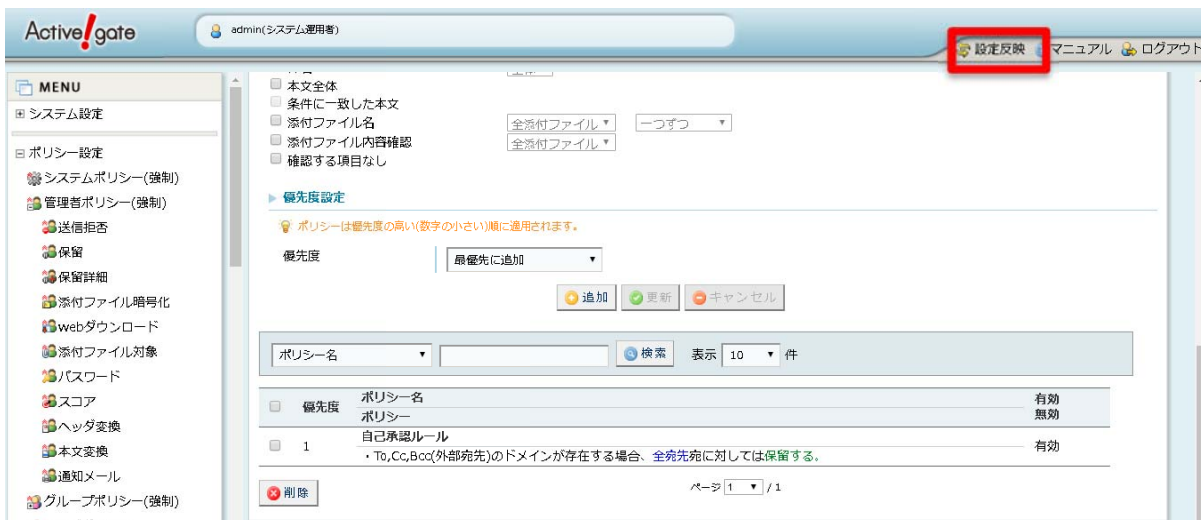 Active! gate
admin(システム運用者)
設定反映 マニュアル ログアウト
MENU
システム設定
ポリシー設定
システムポリシー(強制)
管理者ポリシー(強制)
送信拒否
保留
保留詳細
添付ファイル暗号化
webダウンロード
添付ファイル対象
パスワード
スコア
ヘッダ変換
本文変換
通知メール
グループポリシー(強制)
本文全体
条件に一致した本文
添付ファイル名 全添付ファイル 一つずつ
添付ファイル内容確認 全添付ファイル
確認する項目なし
優先度設定
ポリシーは優先度の高い(数字の小さい)順に適用されます。
優先度 最優先に追加
追加 更新 キャンセル
ポリシー名 検索 表示 10 件
優先度 ポリシー名 有効
ポリシー 無効
1 自己承認ルール 有効
・To,Cc,Bcc(外部宛先)のドメインが存在する場合、全宛先宛に対しては保留する。
削除 ページ 1 / 1